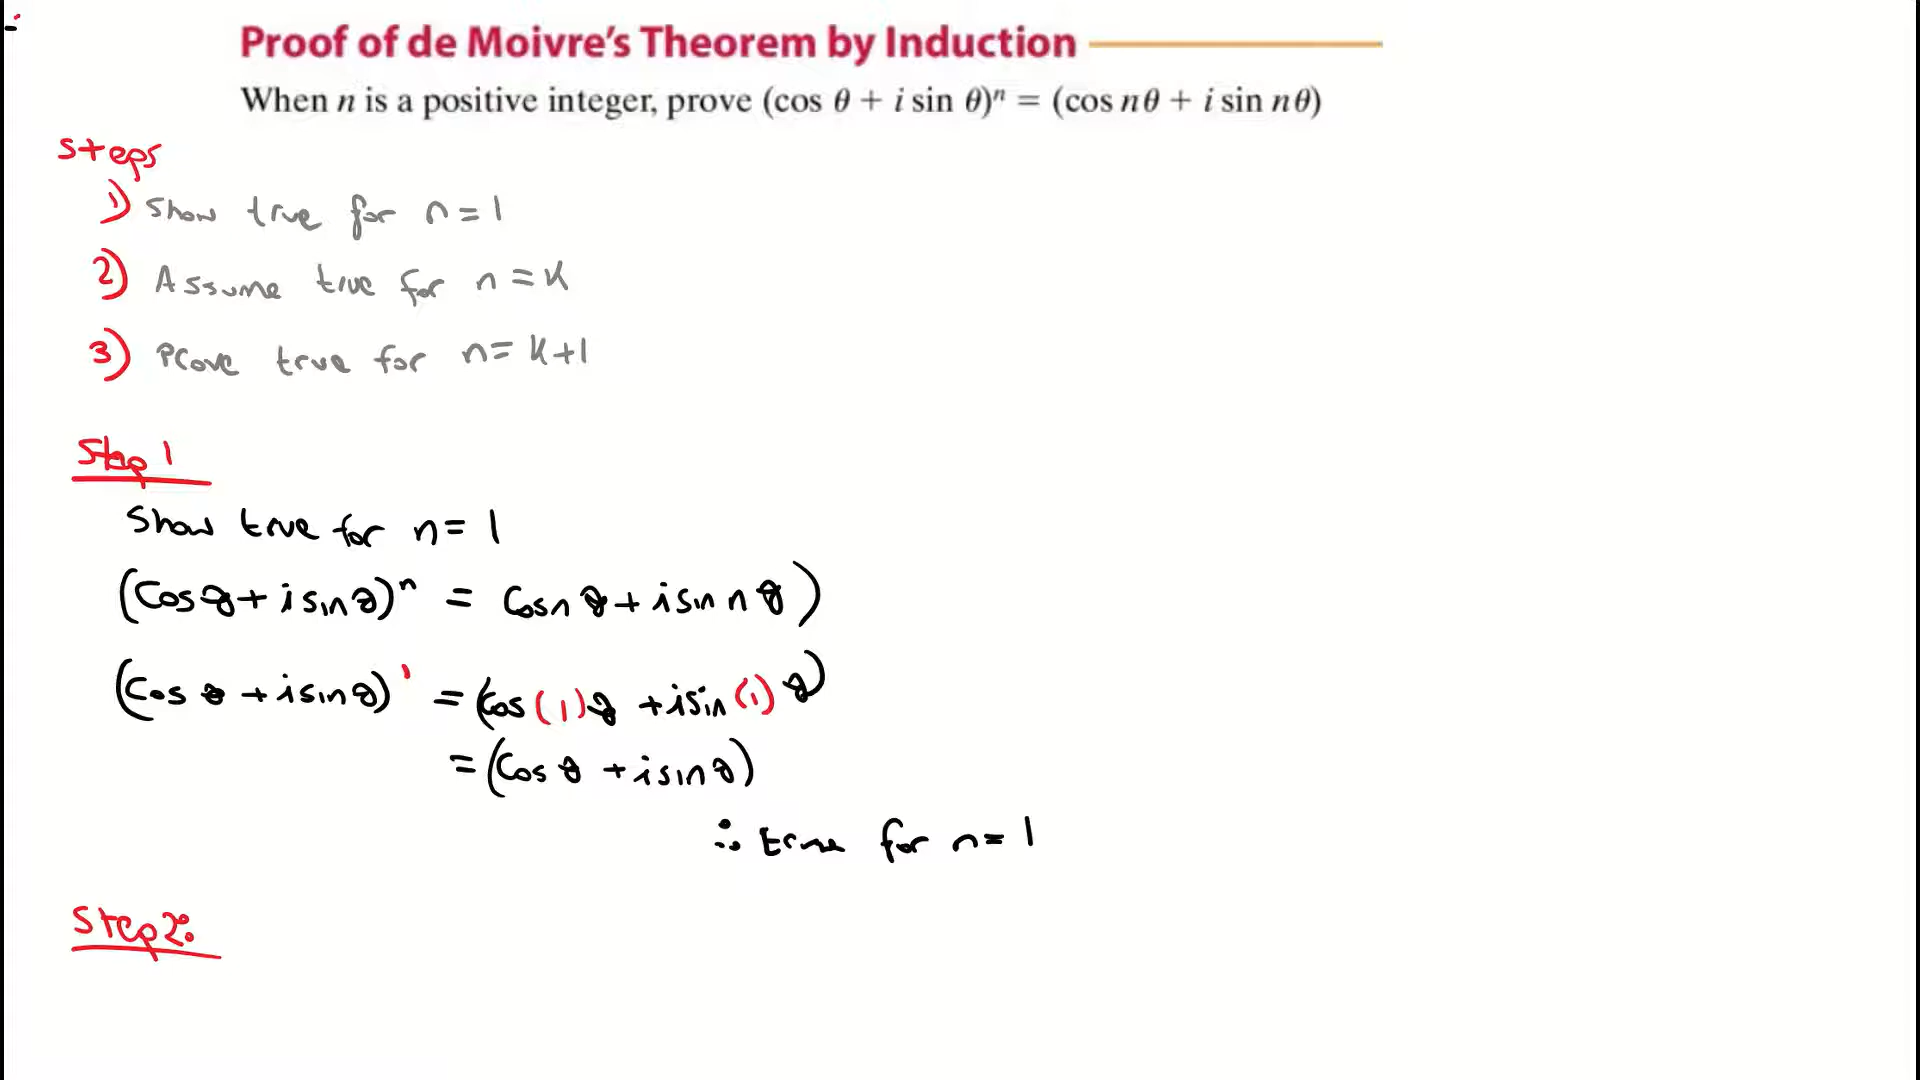 Proof of de Moivre's Theorem by Induction
When n is a positive integer, prove (cos θ + i sin θ)ⁿ = (cos nθ + i sin nθ)
Steps
1) Show true for n = 1
2) Assume true for n = k
3) Prove true for n = k+1
Step 1
Show true for n = 1
(Cos θ + i sin θ)ⁿ = Cos n θ + i sin n θ)
(Cos θ + i sin θ)¹ = (Cos (1) θ + i sin (1) θ)
= (Cos θ + i sin θ)
∴ true for n = 1
Step 2: